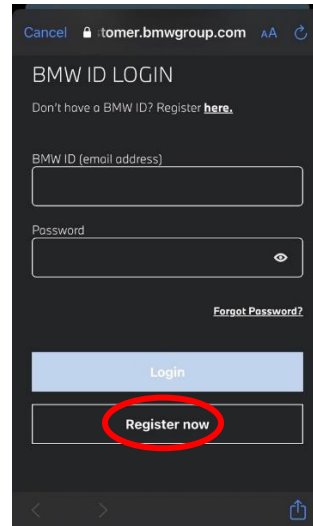 Cancel tomer.bmwgroup.com AA
BMW ID LOGIN
Don't have a BMW ID? Register here.
BMW ID (email address)
Password
Forgot Password?
Login
Register now